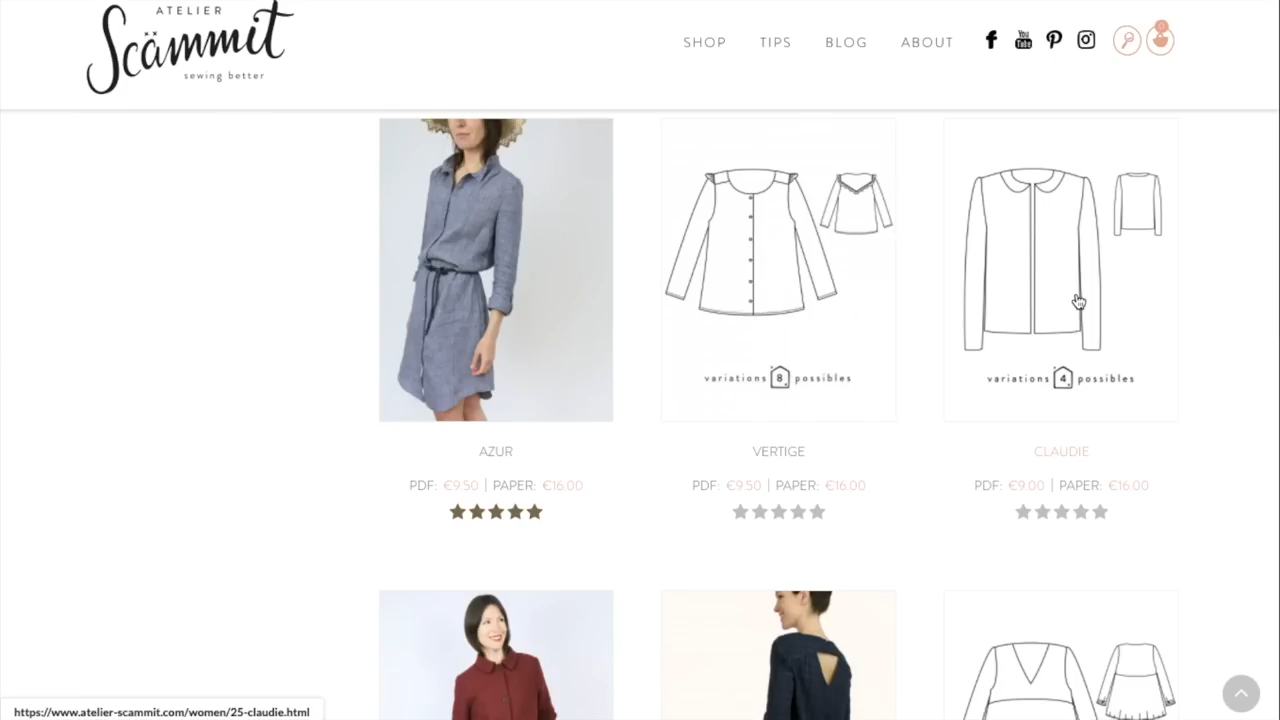 ATELIER
Scämmit
sewing better
SHOP TIPS BLOG ABOUT
You Tube
0
variations 8 possibles
variations 4 possibles
AZUR
VERTIGE
CLAUDIE
PDF: €9.50 | PAPER: €16.00
PDF: €9.50 | PAPER: €16.00
PDF: €9.00 | PAPER: €16.00
https://www.atelier-scammit.com/women/25-claudie.html